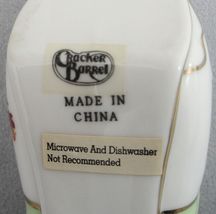 Cracker
Barrel
MADE IN
CHINA
Microwave And Dishwasher
Not Recommended